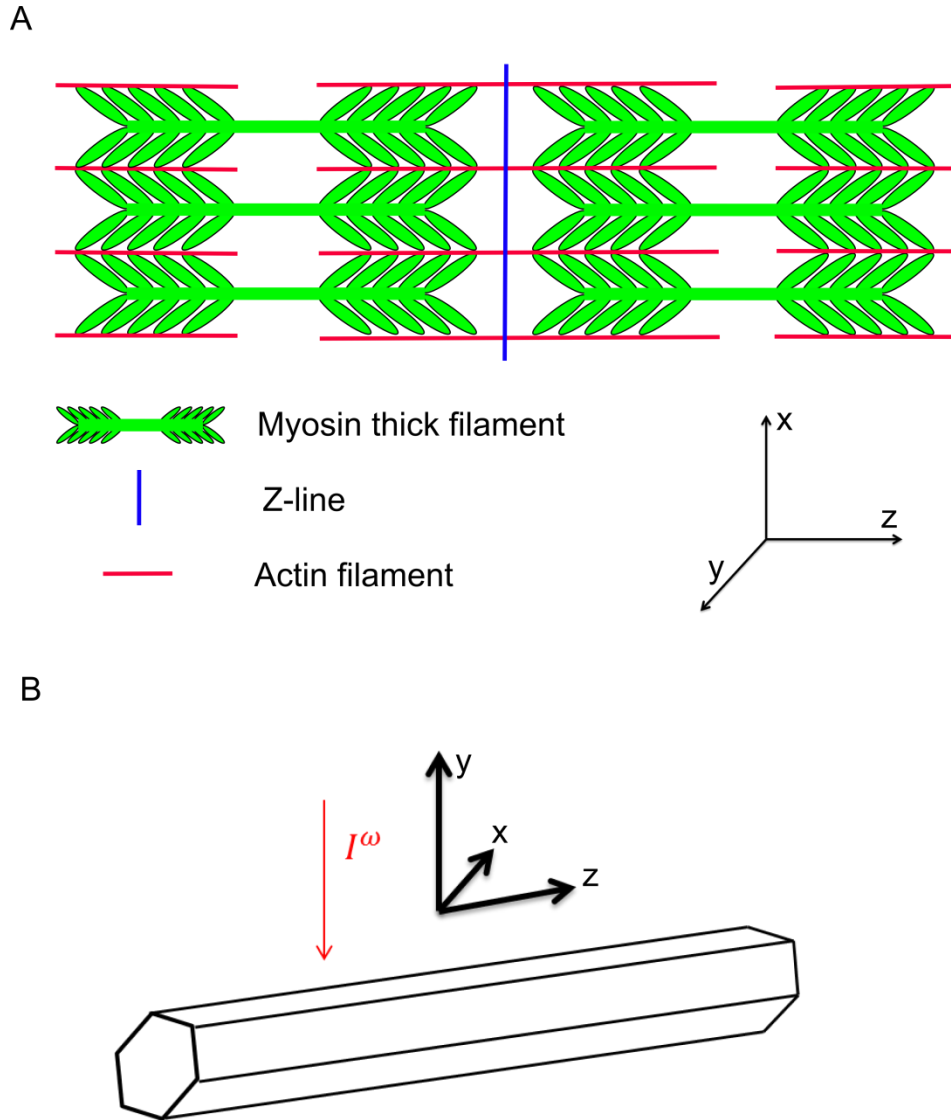 A
Myosin thick filament
Z-line
Actin filament
x
z
y
B
y
x
z
I^ω